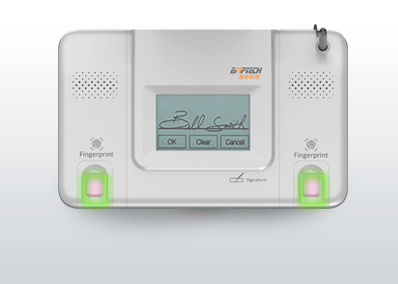 Bill Smith
OK Clear Cancel
Fingerprint
Fingerprint
Signature